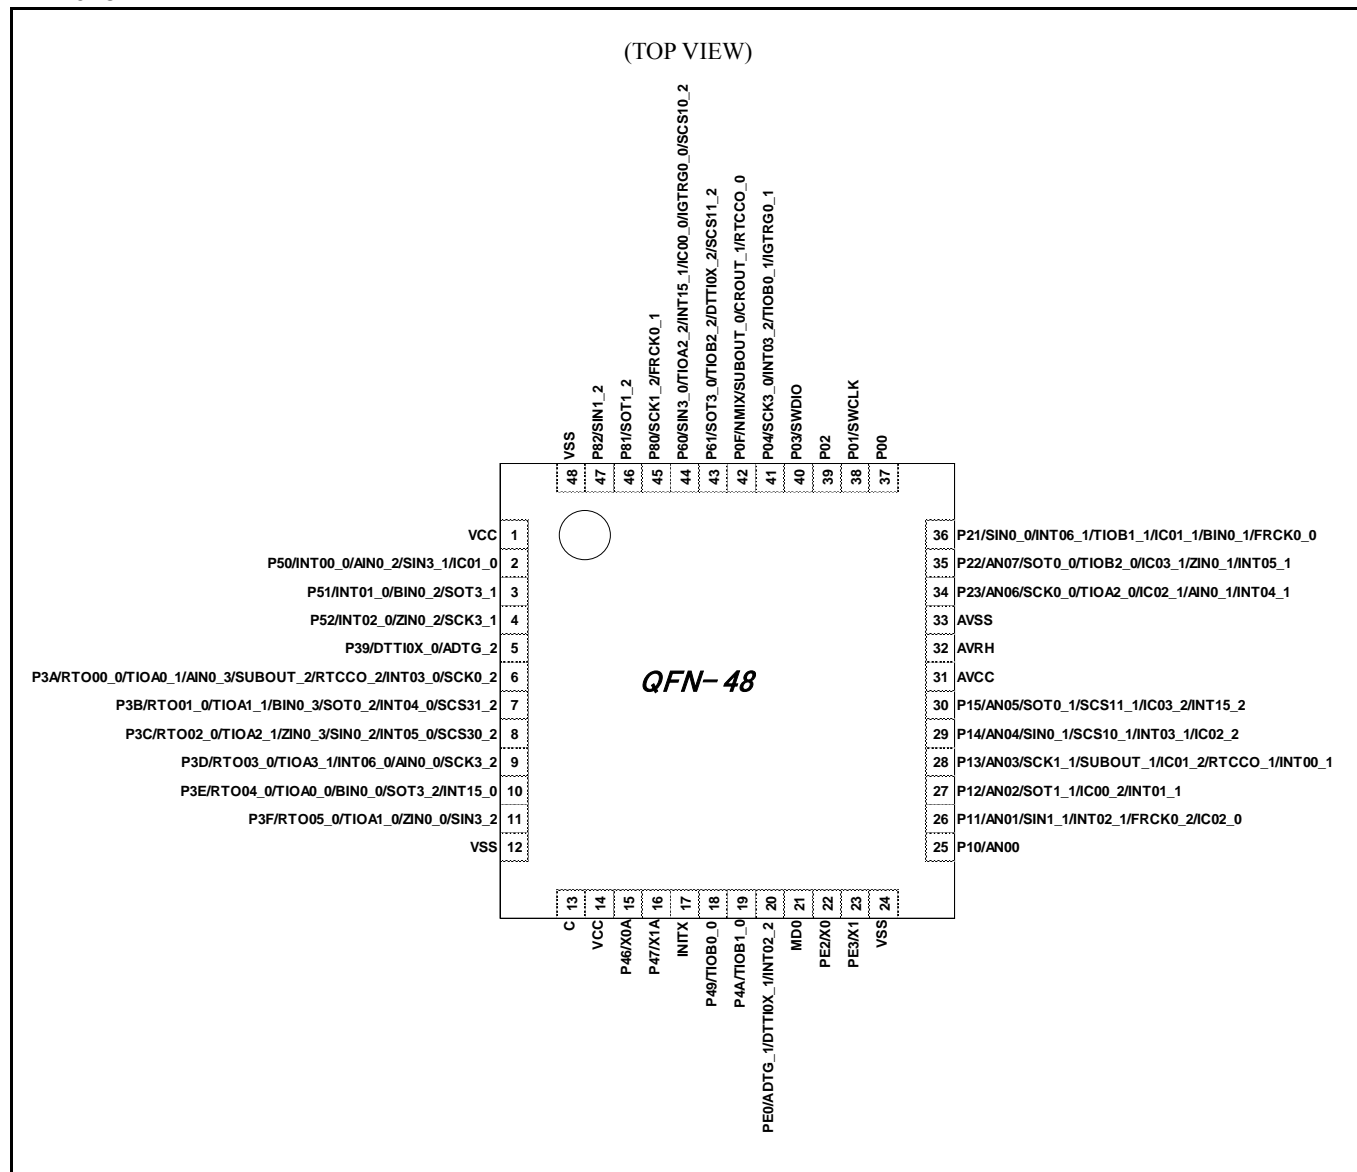 (TOP VIEW)
VSS
P82/SIN1_2
P81/SOT1_2
P80/SCK1_2/FRCK0_1
P60/SIN3_0/TIOA2_2/INT15_1/IC00_0/IGTRG0_0/SCS10_2
P61/SOT3_0/TIOB2_2/DTTI0X_2/SCS11_2
P0F/NMIX/SUBOUT_0/CROUT_1/RTCCO_0
P04/SCK3_0/INT03_2/TIOB0_1/IGTRG0_1
P03/SWDIO
P02
P01/SWCLK
P00
48 47 46 45 44 43 42 41 40 39 38 37
VCC 1
P50/INT00_0/AIN0_2/SIN3_1/IC01_0 2
P51/INT01_0/BIN0_2/SOT3_1 3
P52/INT02_0/ZIN0_2/SCK3_1 4
P39/DTTI0X_0/ADTG_2 5
P3A/RTO00_0/TIOA0_1/AIN0_3/SUBOUT_2/RTCCO_2/INT03_0/SCK0_2 6
P3B/RTO01_0/TIOA1_1/BIN0_3/SOT0_2/INT04_0/SCS31_2 7
P3C/RTO02_0/TIOA2_1/ZIN0_3/SIN0_2/INT05_0/SCS30_2 8
P3D/RTO03_0/TIOA3_1/INT06_0/AIN0_0/SCK3_2 9
P3E/RTO04_0/TIOA0_0/BIN0_0/SOT3_2/INT15_0 10
P3F/RTO05_0/TIOA1_0/ZIN0_0/SIN3_2 11
VSS 12
QFN-48
36 P21/SIN0_0/INT06_1/TIOB1_1/IC01_1/BIN0_1/FRCK0_0
35 P22/AN07/SOT0_0/TIOB2_0/IC03_1/ZIN0_1/INT05_1
34 P23/AN06/SCK0_0/TIOA2_0/IC02_1/AIN0_1/INT04_1
33 AVSS
32 AVRH
31 AVCC
30 P15/AN05/SOT0_1/SCS11_1/IC03_2/INT15_2
29 P14/AN04/SIN0_1/SCS10_1/INT03_1/IC02_2
28 P13/AN03/SCK1_1/SUBOUT_1/IC01_2/RTCCO_1/INT00_1
27 P12/AN02/SOT1_1/IC00_2/INT01_1
26 P11/AN01/SIN1_1/INT02_1/FRCK0_2/IC02_0
25 P10/AN00
13 14 15 16 17 18 19 20 21 22 23 24
C
VCC
P46/X0A
P47/X1A
INITX
P49/TIOB0_0
P4A/TIOB1_0
PE0/ADTG_1/DTTI0X_1/INT02_2
MD0
PE2/X0
PE3/X1
VSS